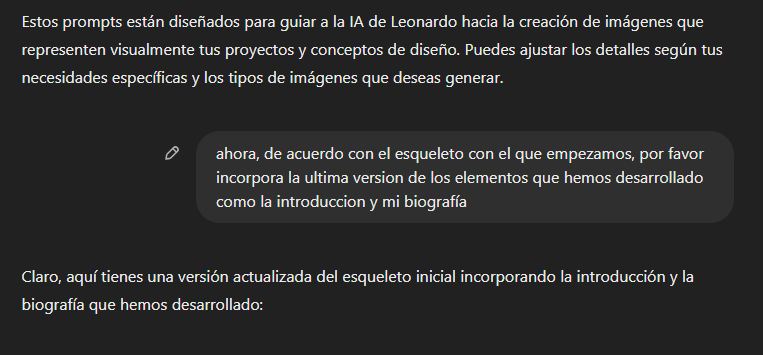 Estos prompts están diseñados para guiar a la IA de Leonardo hacia la creación de imágenes que
representen visualmente tus proyectos y conceptos de diseño. Puedes ajustar los detalles según tus
necesidades específicas y los tipos de imágenes que deseas generar.
ahora, de acuerdo con el esqueleto con el que empezamos, por favor
incorpora la ultima version de los elementos que hemos desarrollado
como la introduccion y mi biografía
Claro, aquí tienes una versión actualizada del esqueleto inicial incorporando la introducción y la
biografía que hemos desarrollado: